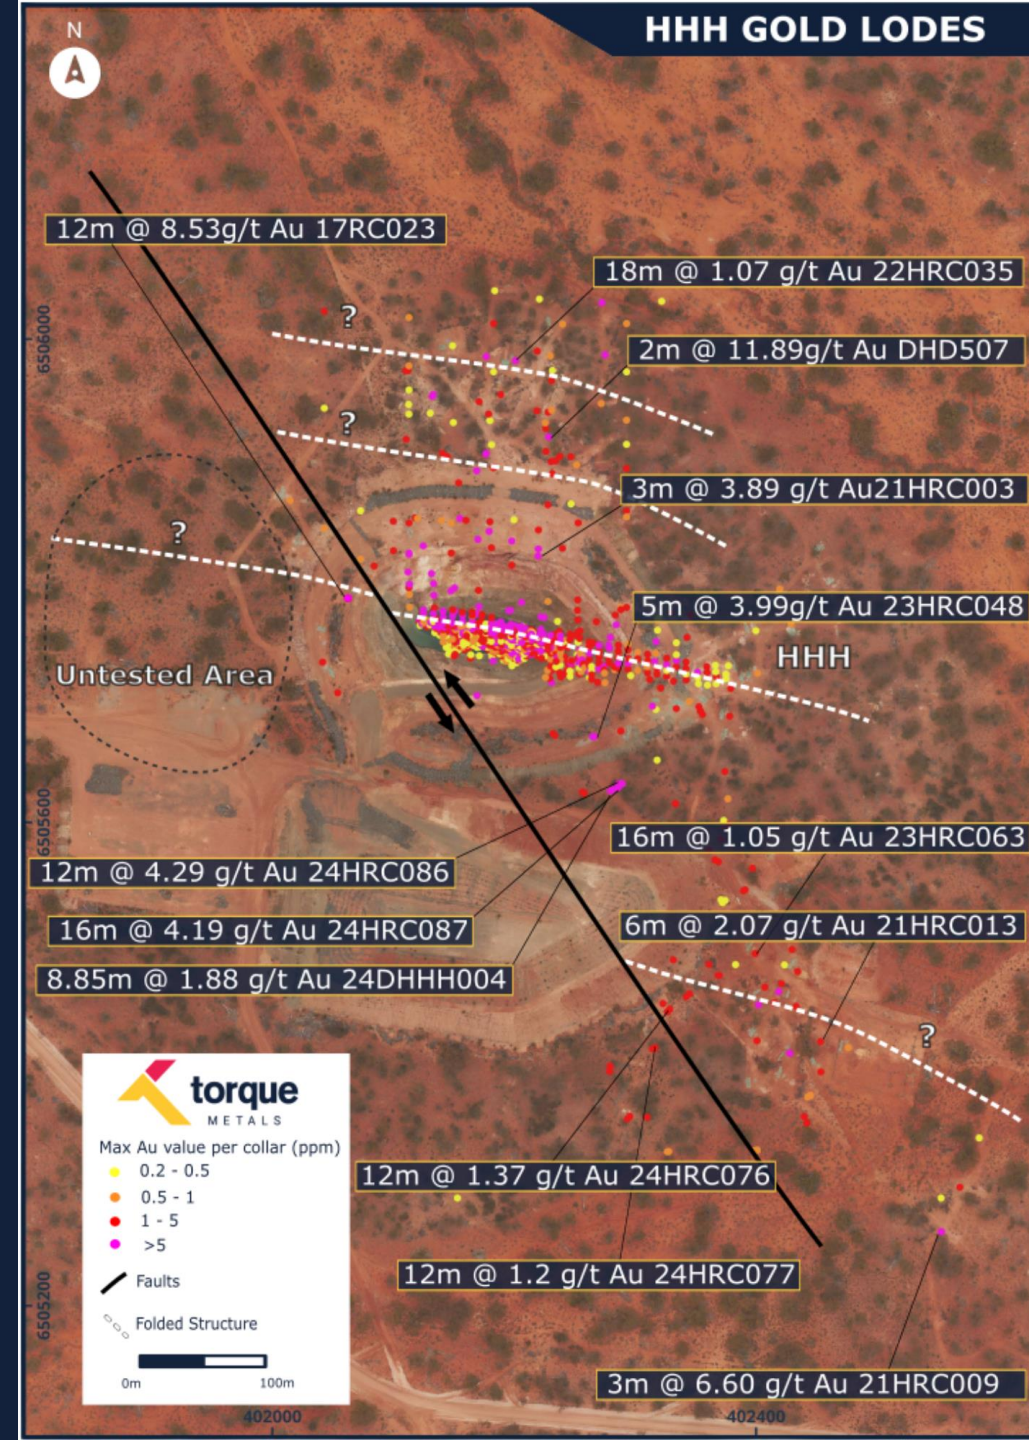 HHH GOLD LODES
N
12m @ 8.53g/t Au 17RC023
18m @ 1.07 g/t Au 22HRC035
?
6506000
2m @ 11.89g/t Au DHD507
?
3m @ 3.89 g/t Au21HRC003
?
5m @ 3.99g/t Au 23HRC048
HHH
Untested Area
6505600
16m @ 1.05 g/t Au 23HRC063
12m @ 4.29 g/t Au 24HRC086
6m @ 2.07 g/t Au 21HRC013
16m @ 4.19 g/t Au 24HRC087
8.85m @ 1.88 g/t Au 24DHHH004
?
torque
METALS
Max Au value per collar (ppm)
0.2 - 0.5
0.5 - 1
1 - 5
>5
Faults
Folded Structure
0m 100m
12m @ 1.37 g/t Au 24HRC076
12m @ 1.2 g/t Au 24HRC077
6505200
3m @ 6.60 g/t Au 21HRC009
402000
402400